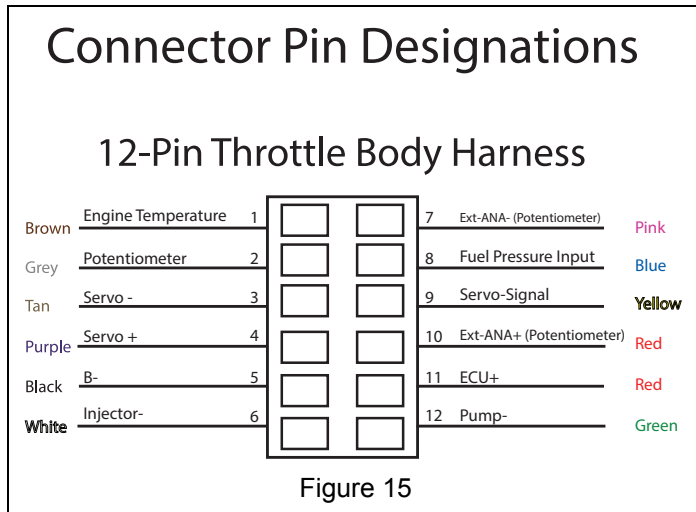 Connector Pin Designations
12-Pin Throttle Body Harness
Brown Engine Temperature 1 7 Ext-ANA- (Potentiometer) Pink
Grey Potentiometer 2 8 Fuel Pressure Input Blue
Tan Servo - 3 9 Servo-Signal Yellow
Purple Servo + 4 10 Ext-ANA+ (Potentiometer) Red
Black B- 5 11 ECU+ Red
White Injector- 6 12 Pump- Green
Figure 15